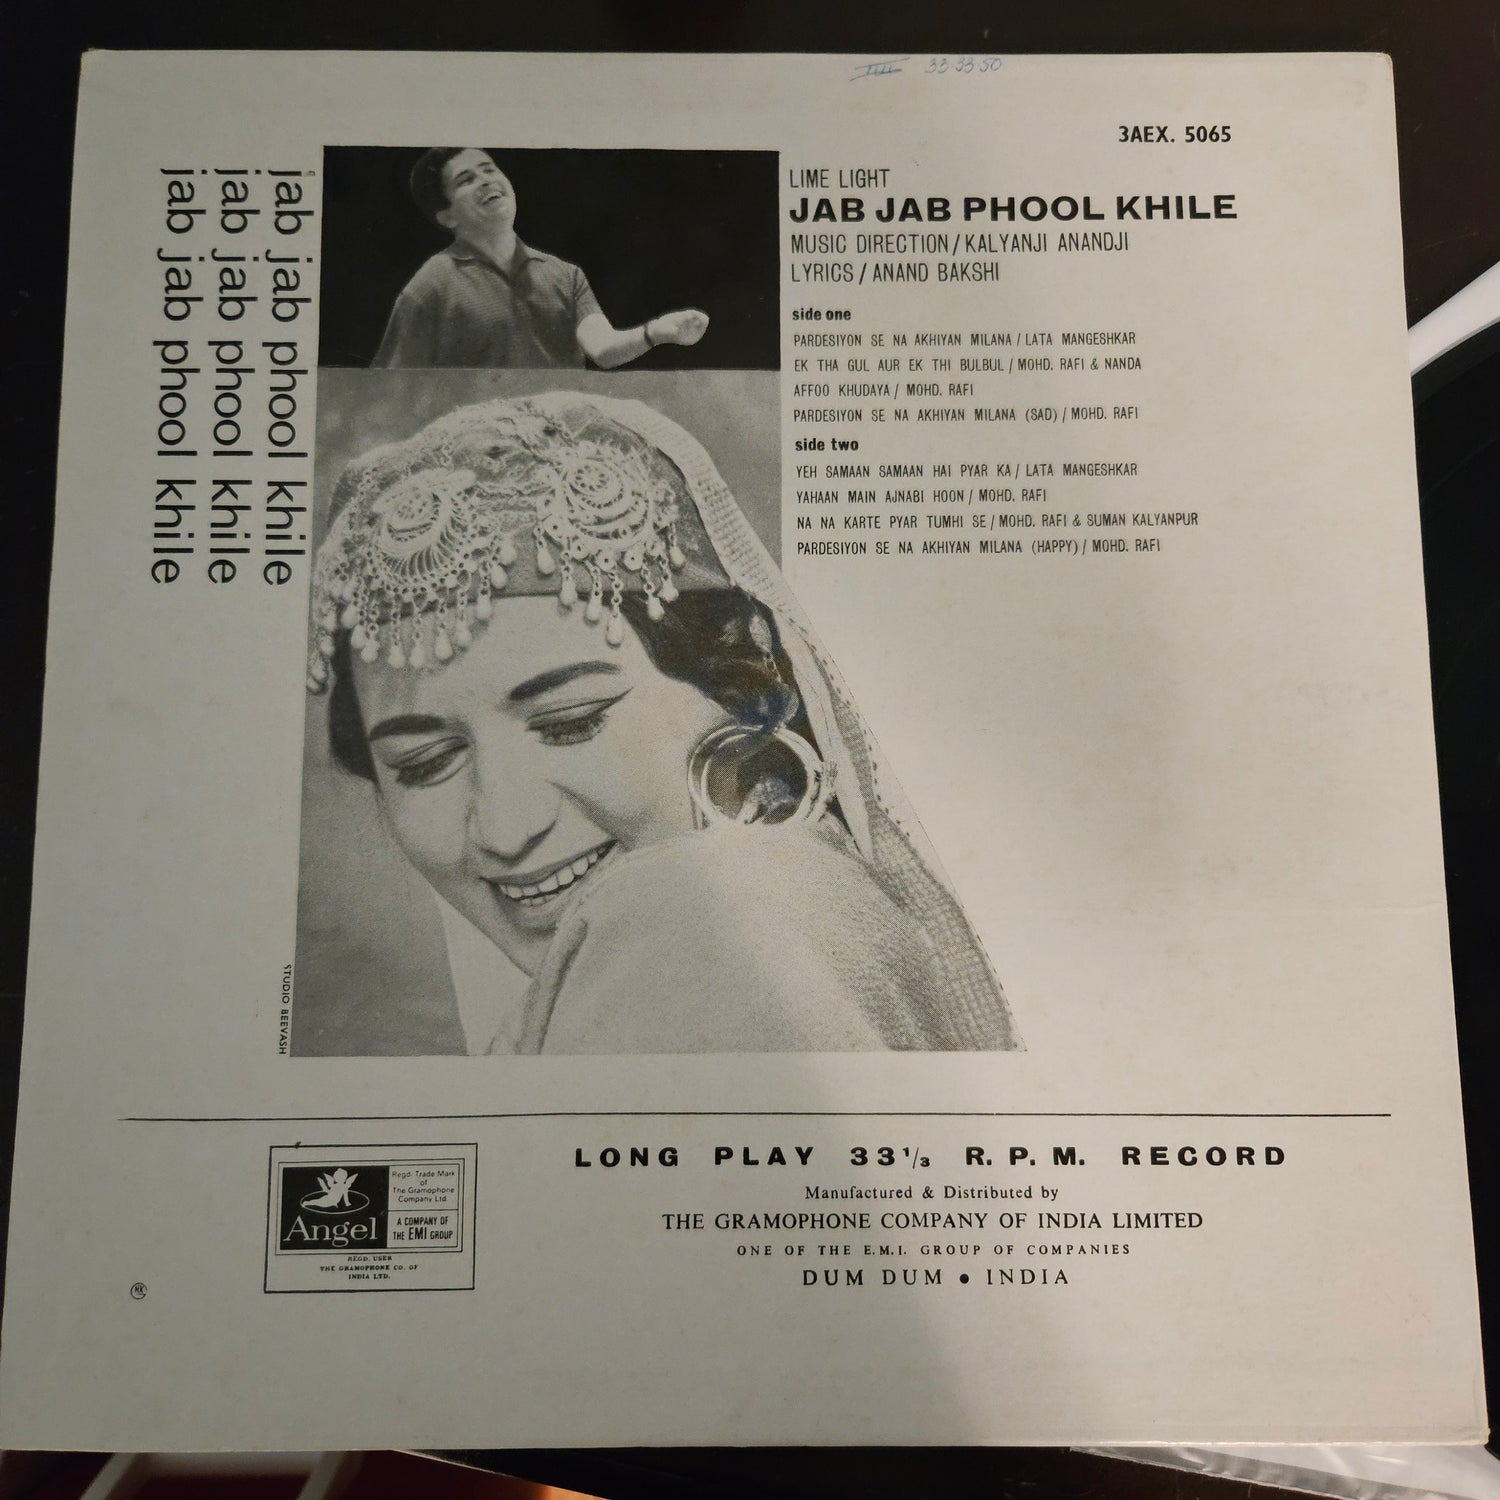 33·33 50
3AEX. 5065
jab jab phool khile
jab jab phool khile
jab jab phool khile
LIME LIGHT
JAB JAB PHOOL KHILE
MUSIC DIRECTION / KALYANJI ANANDJI
LYRICS / ANAND BAKSHI
side one
PARDESIYON SE NA AKHIYAN MILANA / LATA MANGESHKAR
EK THA GUL AUR EK THI BULBUL / MOHD. RAFI & NANDA
AFFOO KHUDAYA / MOHD. RAFI
PARDESIYON SE NA AKHIYAN MILANA (SAD) / MOHD. RAFI
side two
YEH SAMAAN SAMAAN HAI PYAR KA / LATA MANGESHKAR
YAHAAN MAIN AJNABI HOON / MOHD. RAFI
NA NA KARTE PYAR TUMHI SE / MOHD. RAFI & SUMAN KALYANPUR
PARDESIYON SE NA AKHIYAN MILANA (HAPPY) / MOHD. RAFI
STUDIO BEEVASH
LONG PLAY 33 1/3 R. P. M. RECORD
Manufactured & Distributed by
THE GRAMOPHONE COMPANY OF INDIA LIMITED
ONE OF THE E.M.I. GROUP OF COMPANIES
DUM DUM • INDIA
Angel
Regd. Trade Mark
of
The Gramophone
Company Ltd.
A COMPANY OF
THE EMI GROUP
REGD. USER
THE GRAMOPHONE CO. OF
INDIA LTD.